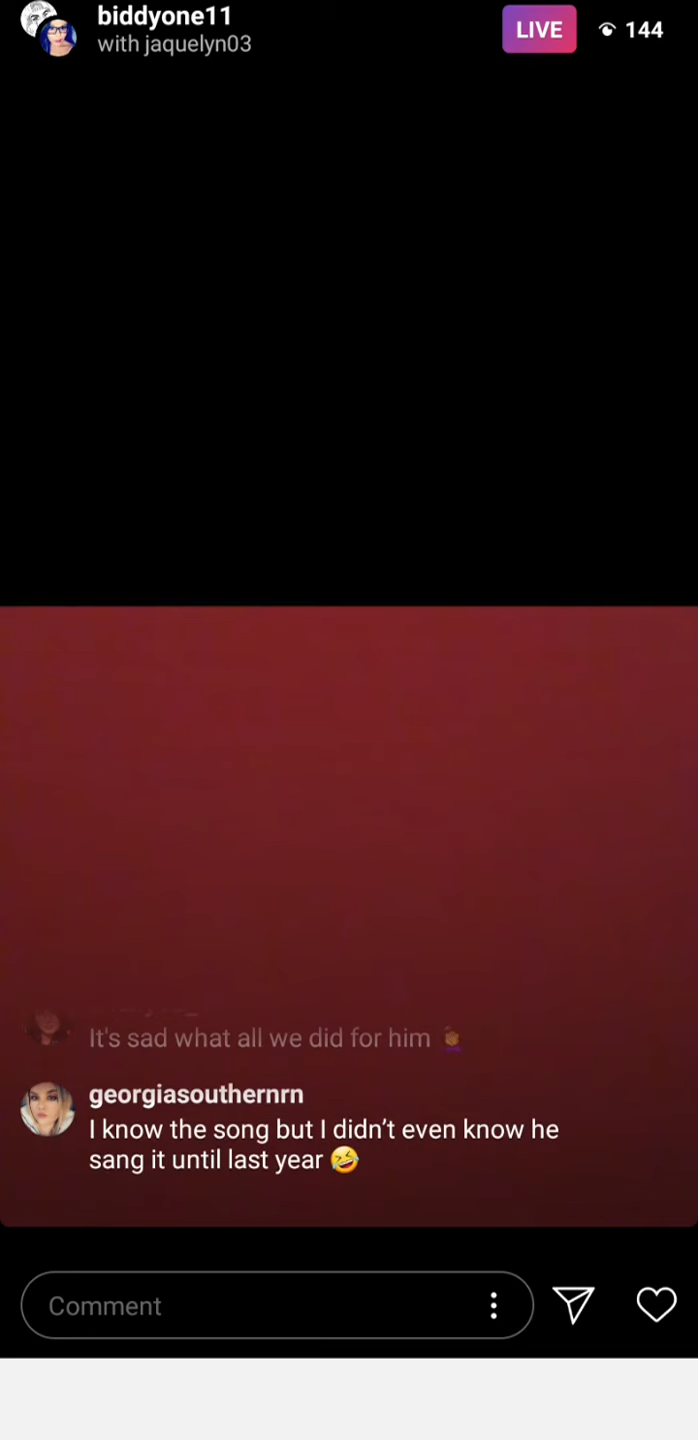 biddyone11
with jaquelyn03
LIVE
144
It's sad what all we did for him
georgiasouthernrn
I know the song but I didn’t even know he
sang it until last year 🤣
Comment